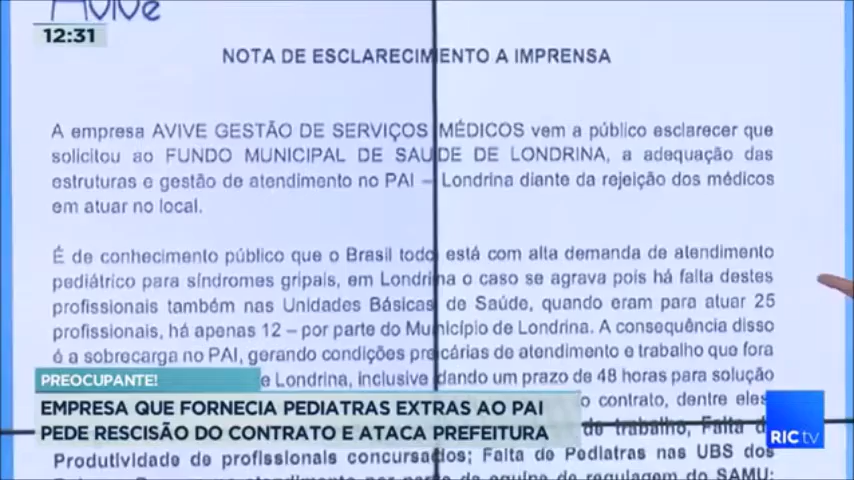 Avive
12:31
NOTA DE ESCLARECIMENTO A IMPRENSA
A empresa AVIVE GESTÃO DE SERVIÇOS MÉDICOS vem a público esclarecer que
solicitou ao FUNDO MUNICIPAL DE SAUDE DE LONDRINA, a adequação das
estruturas e gestão de atendimento no PAI – Londrina diante da rejeição dos médicos
em atuar no local.
É de conhecimento público que o Brasil todo está com alta demanda de atendimento
pediátrico para síndromes gripais, em Londrina o caso se agrava pois há falta destes
profissionais também nas Unidades Básicas de Saúde, quando eram para atuar 25
profissionais, há apenas 12 – por parte do Município de Londrina. A consequência disso
é a sobrecarga no PAI, gerando condições precárias de atendimento e trabalho que fora
e Londrina, inclusive dando um prazo de 48 horas para solução
o contrato, dentre eles
de trabalho, Falta d
Produtividade de profissionais concursados; Falta de Pediatras nas UBS dos
por parte da equipe de regulagem do SAMU;
PREOCUPANTE!
EMPRESA QUE FORNECIA PEDIATRAS EXTRAS AO PAI
PEDE RESCISÃO DO CONTRATO E ATACA PREFEITURA
RIC tv